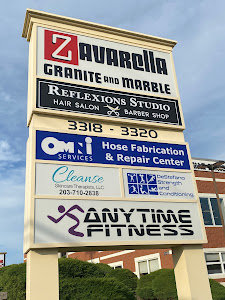 ZAVARELLA
GRANITE AND MARBLE
REFLEXIONS STUDIO
HAIR SALON BARBER SHOP
3318 - 3320
OMNI
SERVICES
Hose Fabrication
& Repair Center
Cleanse
Skincare Therapists, LLC
203-710-2838
DeStefano
Strength
and
Conditioning
ANYTIME
FITNESS